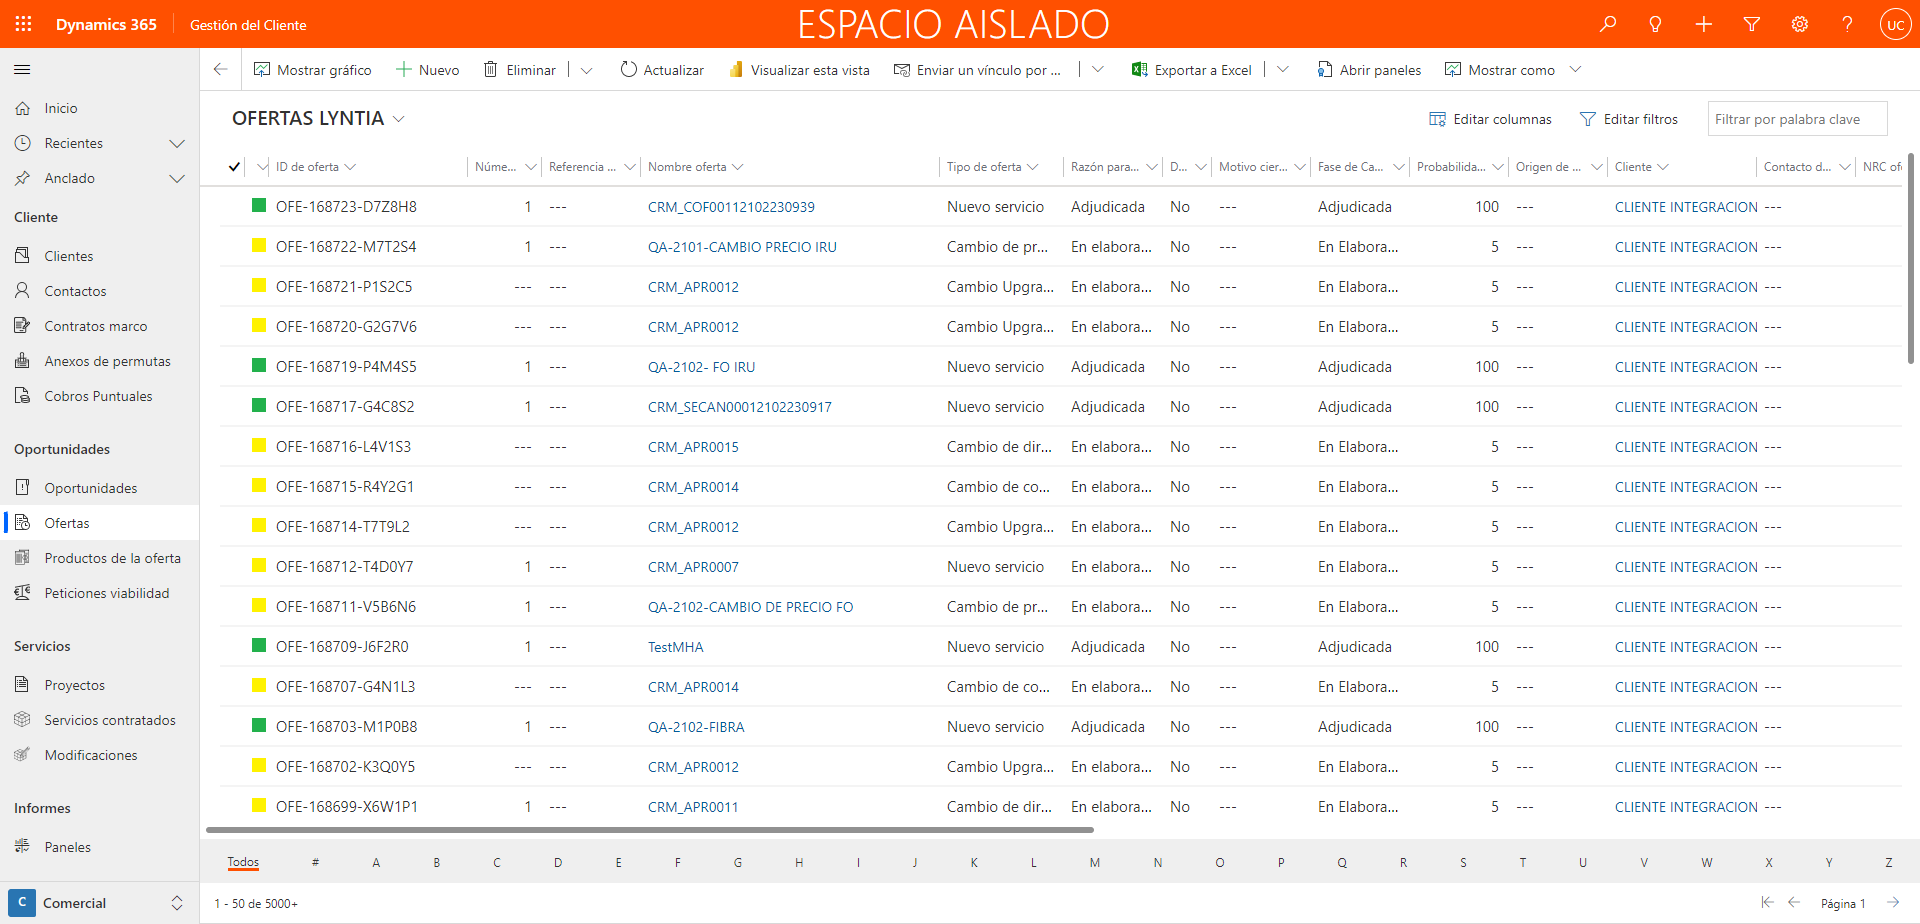 Dynamics 365
Gestión del Cliente
ESPACIO AISLADO
UC
Mostrar gráfico
Nuevo
Eliminar
Actualizar
Visualizar esta vista
Enviar un vínculo por ...
Exportar a Excel
Abrir paneles
Mostrar como
Inicio
Recientes
Anclado
Cliente
Clientes
Contactos
Contratos marco
Anexos de permutas
Cobros Puntuales
Oportunidades
Oportunidades
Ofertas
Productos de la oferta
Peticiones viabilidad
Servicios
Proyectos
Servicios contratados
Modificaciones
Informes
Paneles
C Comercial
OFERTAS LYNTIA
Editar columnas
Editar filtros
Filtrar por palabra clave
ID de oferta Núme... Referencia ... Nombre oferta Tipo de oferta Razón para... D... Motivo cier... Fase de Ca... Probabilida... Origen de ... Cliente Contacto d... NRC ofe
OFE-168723-D7Z8H8 1 --- CRM_COF00112102230939 Nuevo servicio Adjudicada No --- Adjudicada 100 --- CLIENTE INTEGRACION ---
OFE-168722-M7T2S4 1 --- QA-2101-CAMBIO PRECIO IRU Cambio de pr... En elabora... No --- En Elabora... 5 --- CLIENTE INTEGRACION ---
OFE-168721-P1S2C5 --- --- CRM_APR0012 Cambio Upgra... En elabora... No --- En Elabora... 5 --- CLIENTE INTEGRACION ---
OFE-168720-G2G7V6 --- --- CRM_APR0012 Cambio Upgra... En elabora... No --- En Elabora... 5 --- CLIENTE INTEGRACION ---
OFE-168719-P4M4S5 1 --- QA-2102- FO IRU Nuevo servicio Adjudicada No --- Adjudicada 100 --- CLIENTE INTEGRACION ---
OFE-168717-G4C8S2 1 --- CRM_SECAN00012102230917 Nuevo servicio Adjudicada No --- Adjudicada 100 --- CLIENTE INTEGRACION ---
OFE-168716-L4V1S3 --- --- CRM_APR0015 Cambio de dir... En elabora... No --- En Elabora... 5 --- CLIENTE INTEGRACION ---
OFE-168715-R4Y2G1 --- --- CRM_APR0014 Cambio de co... En elabora... No --- En Elabora... 5 --- CLIENTE INTEGRACION ---
OFE-168714-T7T9L2 --- --- CRM_APR0012 Cambio Upgra... En elabora... No --- En Elabora... 5 --- CLIENTE INTEGRACION ---
OFE-168712-T4D0Y7 1 --- CRM_APR0007 Nuevo servicio En elabora... No --- En Elabora... 5 --- CLIENTE INTEGRACION ---
OFE-168711-V5B6N6 1 --- QA-2102-CAMBIO DE PRECIO FO Cambio de pr... En elabora... No --- En Elabora... 5 --- CLIENTE INTEGRACION ---
OFE-168709-J6F2R0 1 --- TestMHA Nuevo servicio Adjudicada No --- Adjudicada 100 --- CLIENTE INTEGRACION ---
OFE-168707-G4N1L3 --- --- CRM_APR0014 Cambio de co... En elabora... No --- En Elabora... 5 --- CLIENTE INTEGRACION ---
OFE-168703-M1P0B8 1 --- QA-2102-FIBRA Nuevo servicio Adjudicada No --- Adjudicada 100 --- CLIENTE INTEGRACION ---
OFE-168702-K3Q0Y5 --- --- CRM_APR0012 Cambio Upgra... En elabora... No --- En Elabora... 5 --- CLIENTE INTEGRACION ---
OFE-168699-X6W1P1 1 --- CRM_APR0011 Cambio de dir... En elabora... No --- En Elabora... 5 --- CLIENTE INTEGRACION ---
Todos # A B C D E F G H I J K L M N O P Q R S T U V W X Y Z
1 - 50 de 5000+
Página 1